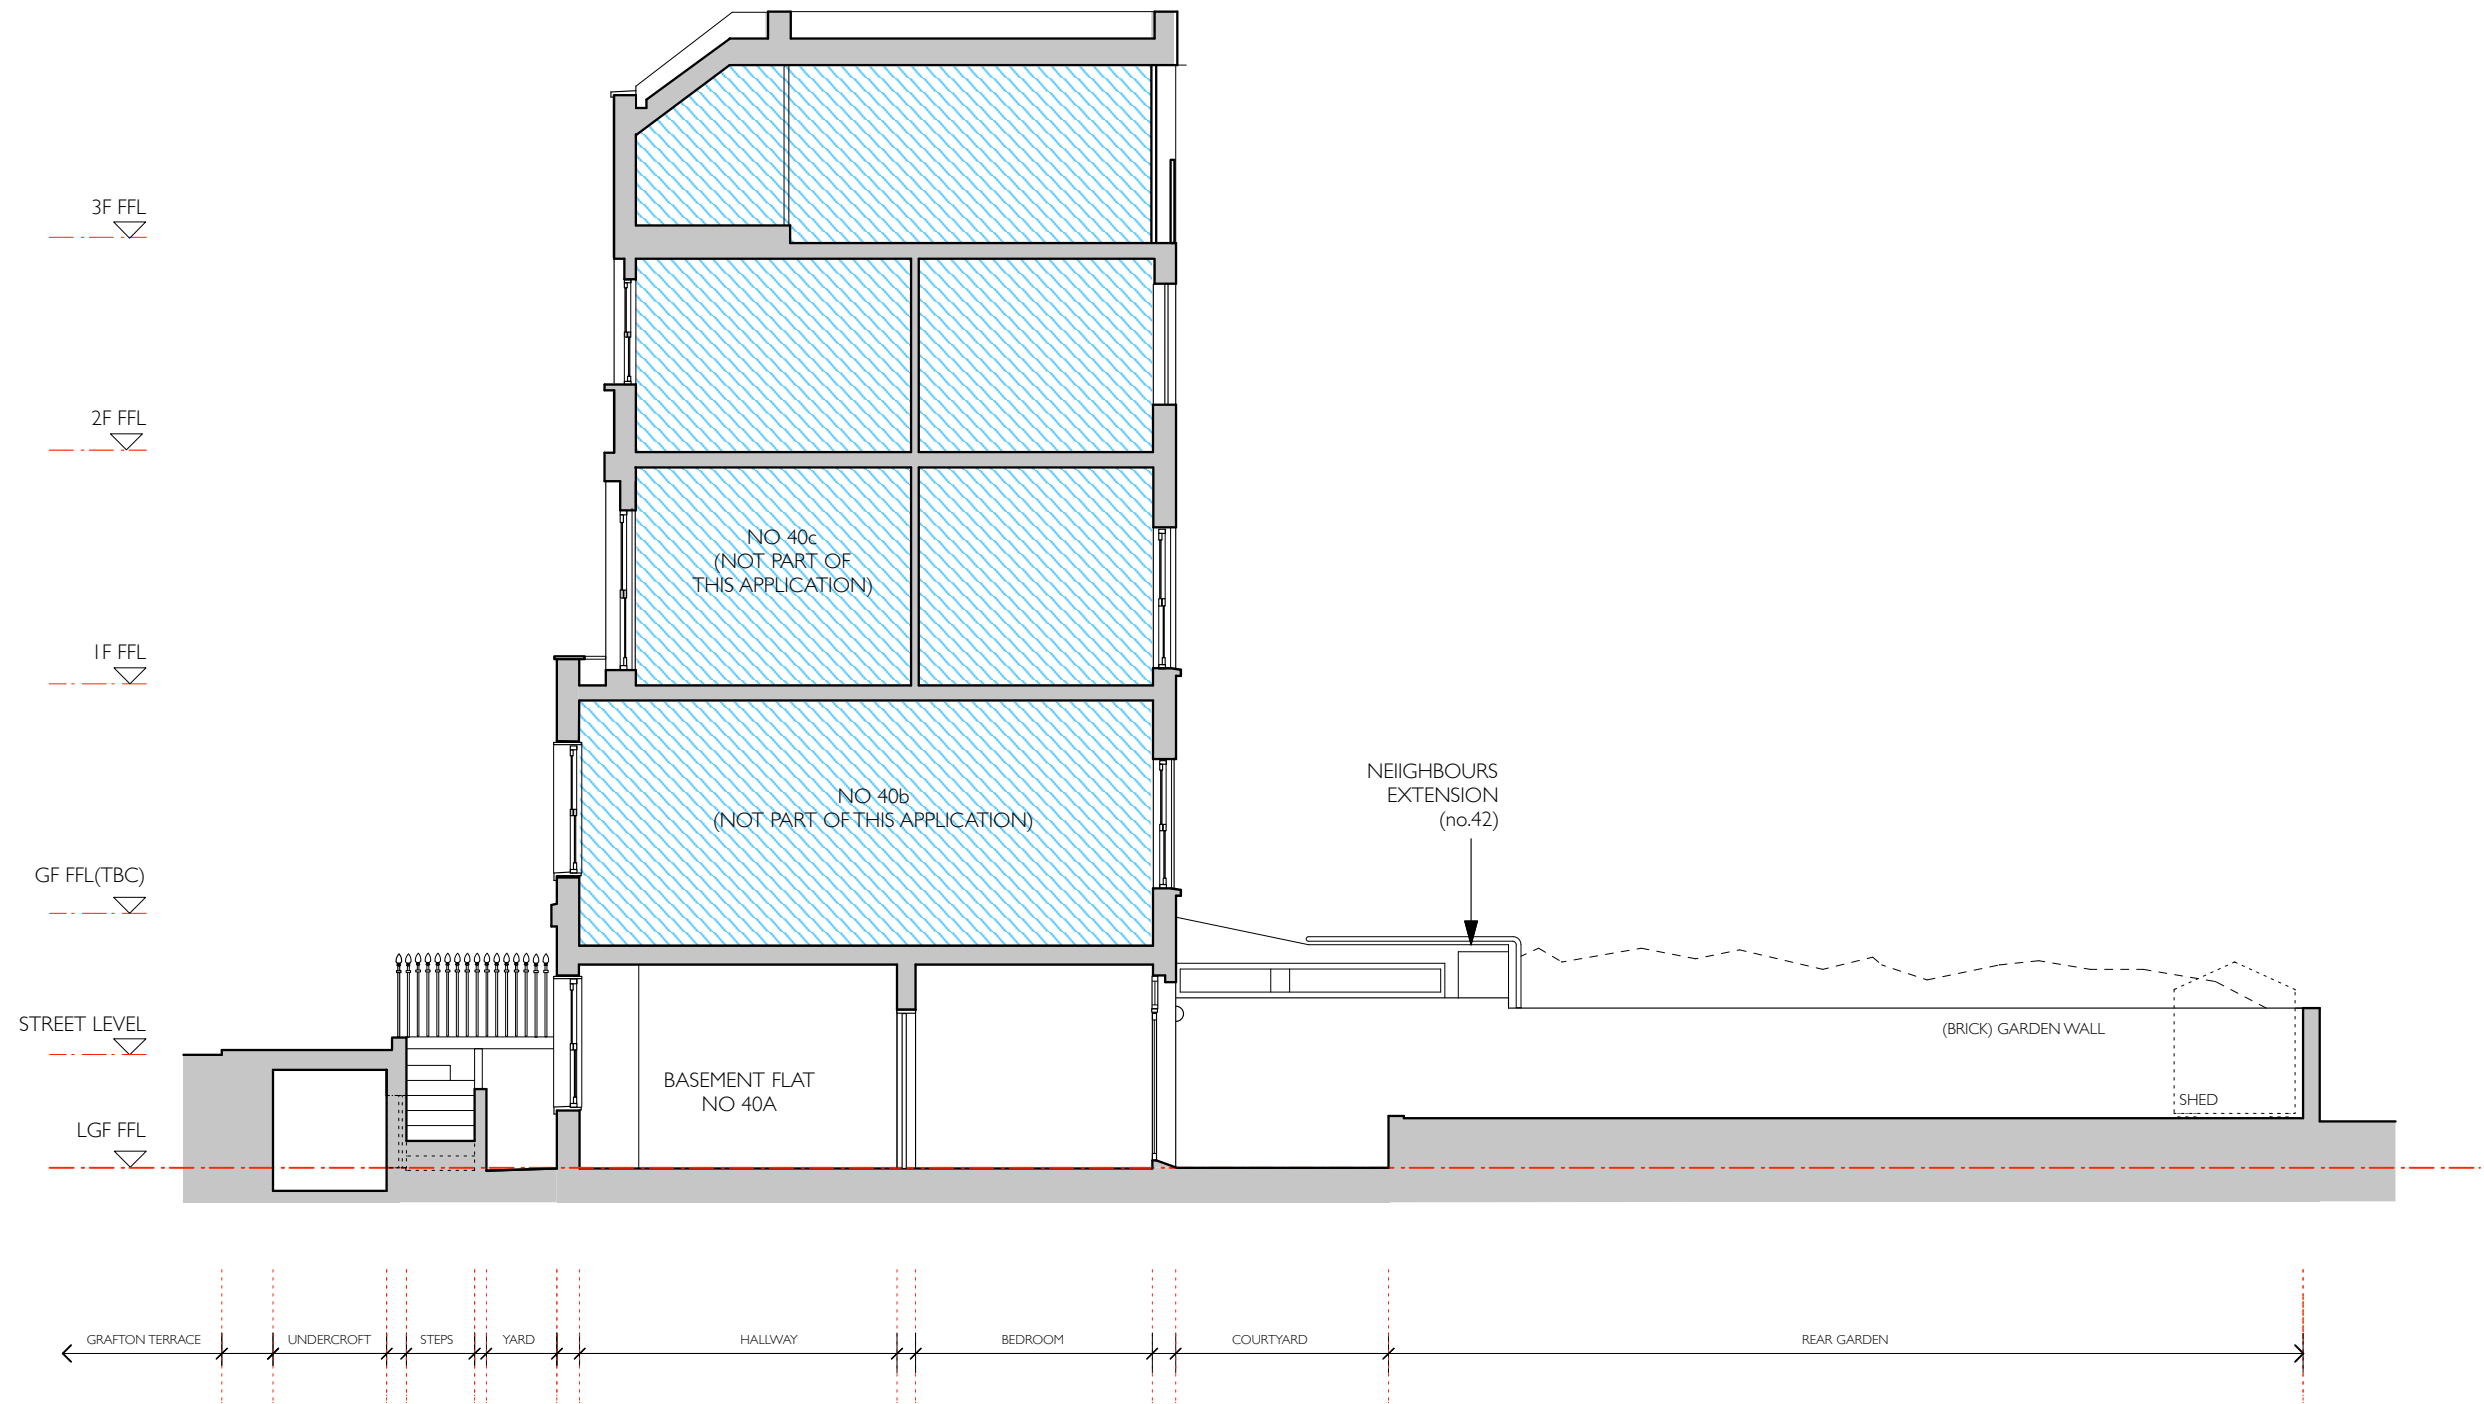 3F FFL
2F FFL
NO 40c
(NOT PART OF
THIS APPLICATION)
1F FFL
NEIIGHBOURS
EXTENSION
(no.42)
NO 40b
(NOT PART OF THIS APPLICATION)
GF FFL(TBC)
STREET LEVEL
(BRICK) GARDEN WALL
BASEMENT FLAT
NO 40A
SHED
LGF FFL
GRAFTON TERRACE
UNDERCROFT
STEPS
YARD
HALLWAY
BEDROOM
COURTYARD
REAR GARDEN